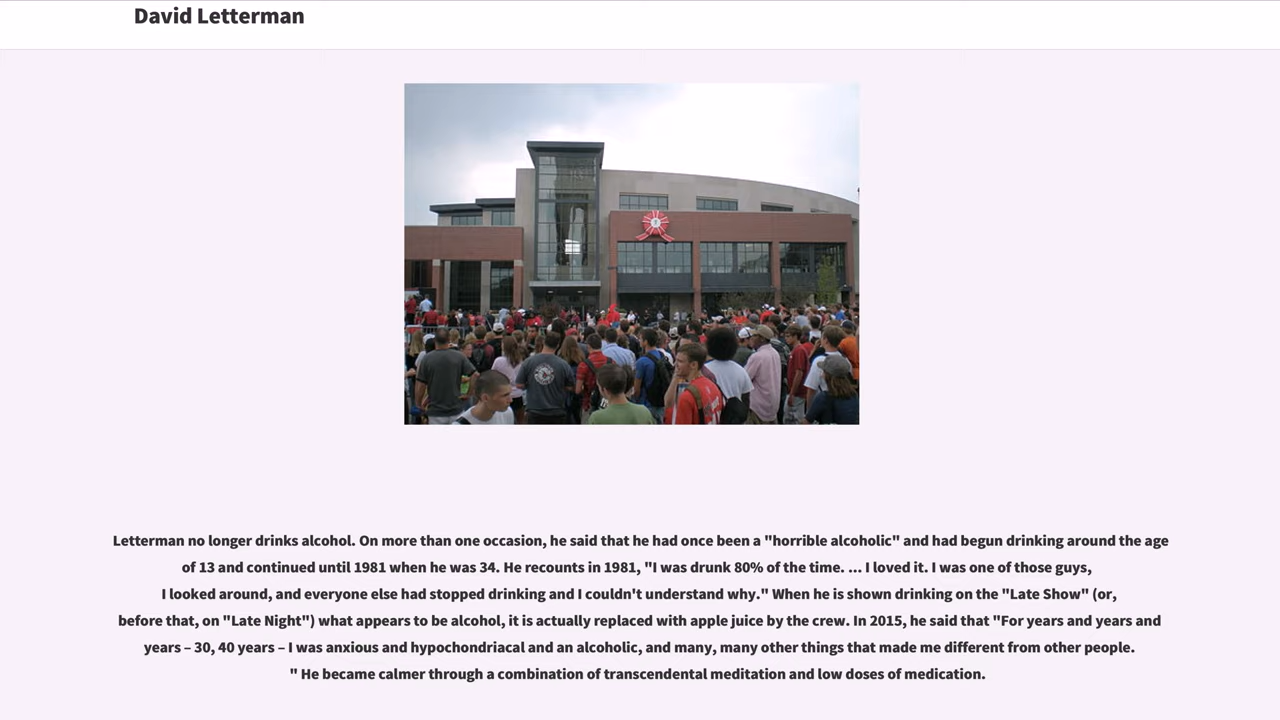 David Letterman
Letterman no longer drinks alcohol. On more than one occasion, he said that he had once been a "horrible alcoholic" and had begun drinking around the age
of 13 and continued until 1981 when he was 34. He recounts in 1981, "I was drunk 80% of the time. ... I loved it. I was one of those guys,
I looked around, and everyone else had stopped drinking and I couldn't understand why." When he is shown drinking on the "Late Show" (or,
before that, on "Late Night") what appears to be alcohol, it is actually replaced with apple juice by the crew. In 2015, he said that "For years and years and
years – 30, 40 years – I was anxious and hypochondriacal and an alcoholic, and many, many other things that made me different from other people.
" He became calmer through a combination of transcendental meditation and low doses of medication.